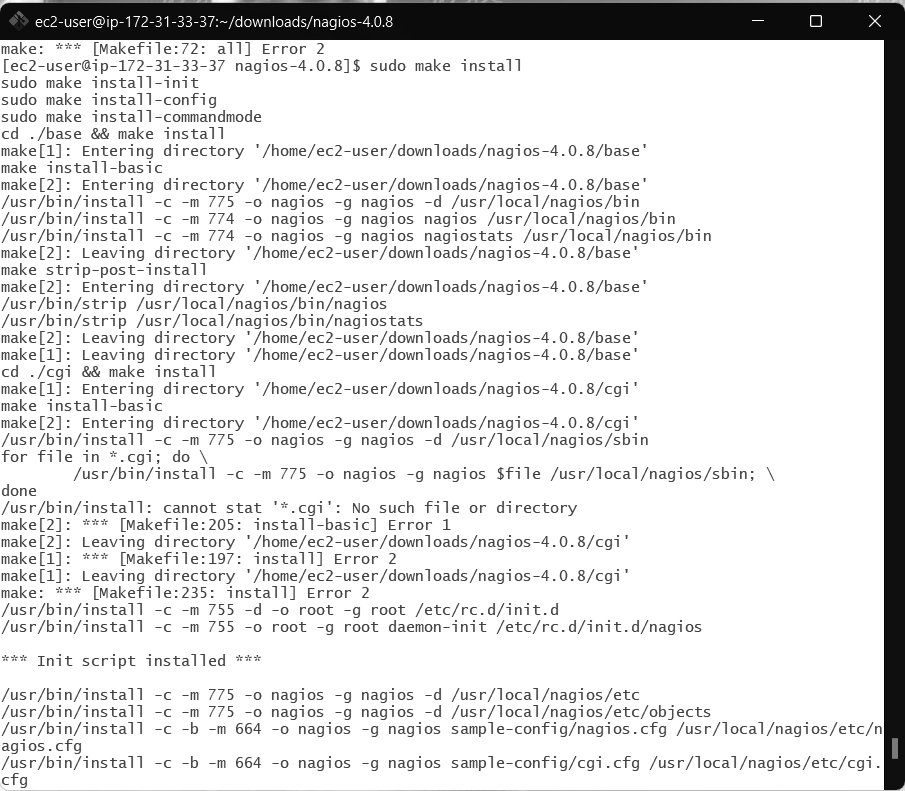 ec2-user@ip-172-31-33-37:~/downloads/nagios-4.0.8
make: *** [Makefile:72: all] Error 2
[ec2-user@ip-172-31-33-37 nagios-4.0.8]$ sudo make install
sudo make install-init
sudo make install-config
sudo make install-commandmode
cd ./base && make install
make[1]: Entering directory '/home/ec2-user/downloads/nagios-4.0.8/base'
make install-basic
make[2]: Entering directory '/home/ec2-user/downloads/nagios-4.0.8/base'
/usr/bin/install -c -m 775 -o nagios -g nagios -d /usr/local/nagios/bin
/usr/bin/install -c -m 774 -o nagios -g nagios nagios /usr/local/nagios/bin
/usr/bin/install -c -m 774 -o nagios -g nagios nagiostats /usr/local/nagios/bin
make[2]: Leaving directory '/home/ec2-user/downloads/nagios-4.0.8/base'
make strip-post-install
make[2]: Entering directory '/home/ec2-user/downloads/nagios-4.0.8/base'
/usr/bin/strip /usr/local/nagios/bin/nagios
/usr/bin/strip /usr/local/nagios/bin/nagiostats
make[2]: Leaving directory '/home/ec2-user/downloads/nagios-4.0.8/base'
make[1]: Leaving directory '/home/ec2-user/downloads/nagios-4.0.8/base'
cd ./cgi && make install
make[1]: Entering directory '/home/ec2-user/downloads/nagios-4.0.8/cgi'
make install-basic
make[2]: Entering directory '/home/ec2-user/downloads/nagios-4.0.8/cgi'
/usr/bin/install -c -m 775 -o nagios -g nagios -d /usr/local/nagios/sbin
for file in *.cgi; do \
        /usr/bin/install -c -m 775 -o nagios -g nagios $file /usr/local/nagios/sbin; \
done
/usr/bin/install: cannot stat '*.cgi': No such file or directory
make[2]: *** [Makefile:205: install-basic] Error 1
make[2]: Leaving directory '/home/ec2-user/downloads/nagios-4.0.8/cgi'
make[1]: *** [Makefile:197: install] Error 2
make[1]: Leaving directory '/home/ec2-user/downloads/nagios-4.0.8/cgi'
make: *** [Makefile:235: install] Error 2
/usr/bin/install -c -m 755 -d -o root -g root /etc/rc.d/init.d
/usr/bin/install -c -m 755 -o root -g root daemon-init /etc/rc.d/init.d/nagios
*** Init script installed ***
/usr/bin/install -c -m 775 -o nagios -g nagios -d /usr/local/nagios/etc
/usr/bin/install -c -m 775 -o nagios -g nagios -d /usr/local/nagios/etc/objects
/usr/bin/install -c -b -m 664 -o nagios -g nagios sample-config/nagios.cfg /usr/local/nagios/etc/n
agios.cfg
/usr/bin/install -c -b -m 664 -o nagios -g nagios sample-config/cgi.cfg /usr/local/nagios/etc/cgi.
cfg